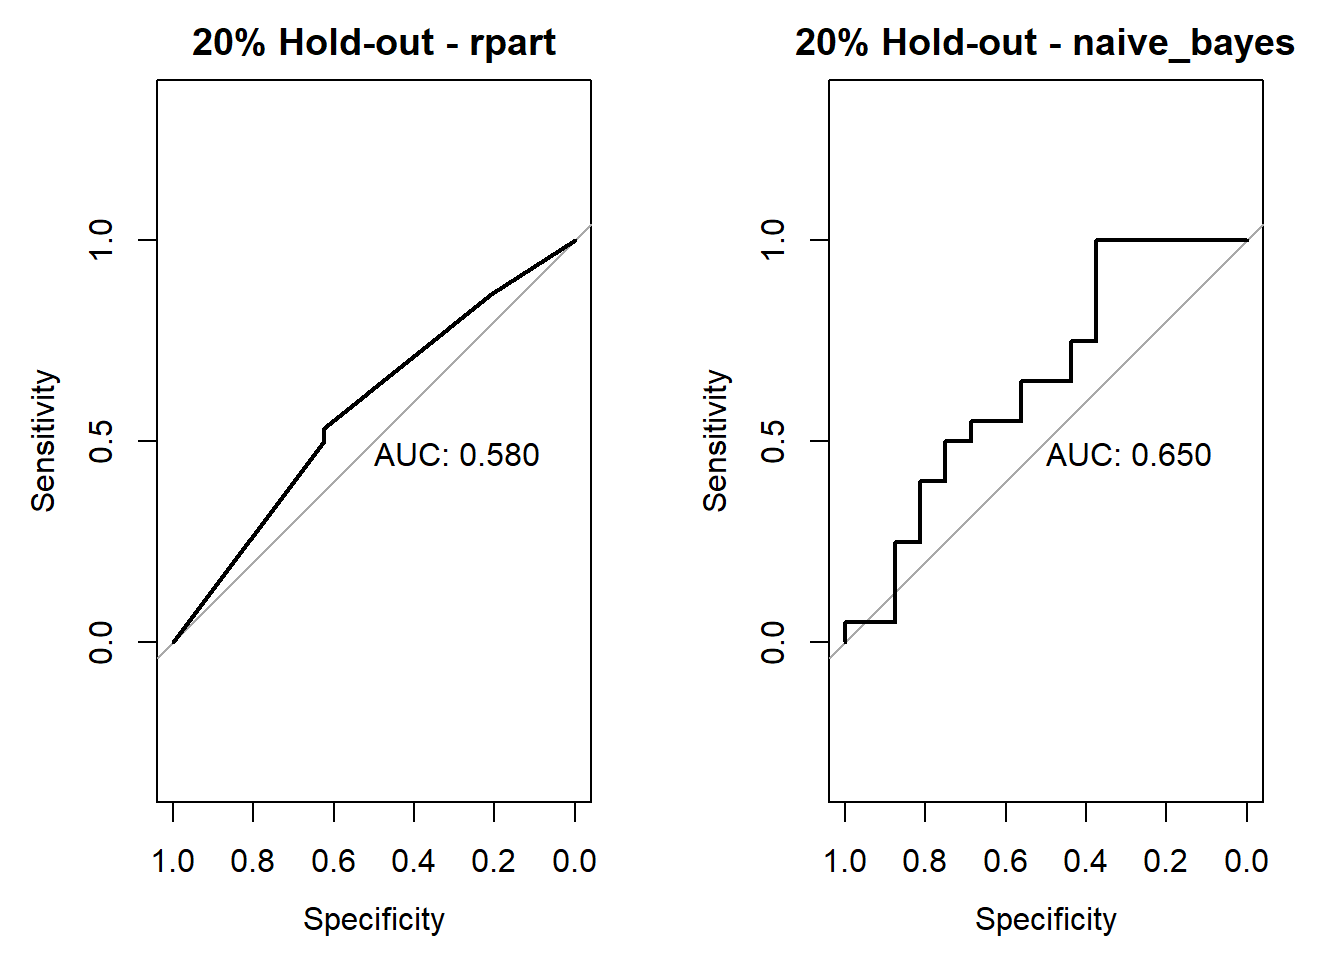 20% Hold-out - rpart
Sensitivity
1.0
0.5
0.0
AUC: 0.580
1.0 0.8 0.6 0.4 0.2 0.0
Specificity
20% Hold-out - naive_bayes
Sensitivity
1.0
0.5
0.0
AUC: 0.650
1.0 0.8 0.6 0.4 0.2 0.0
Specificity